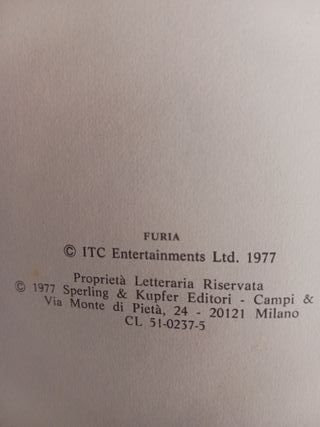 FURIA
© ITC Entertainments Ltd. 1977
Proprietà Letteraria Riservata
© 1977 Sperling & Kupfer Editori - Campi &
Via Monte di Pietà, 24 - 20121 Milano
CL 51-0237-5